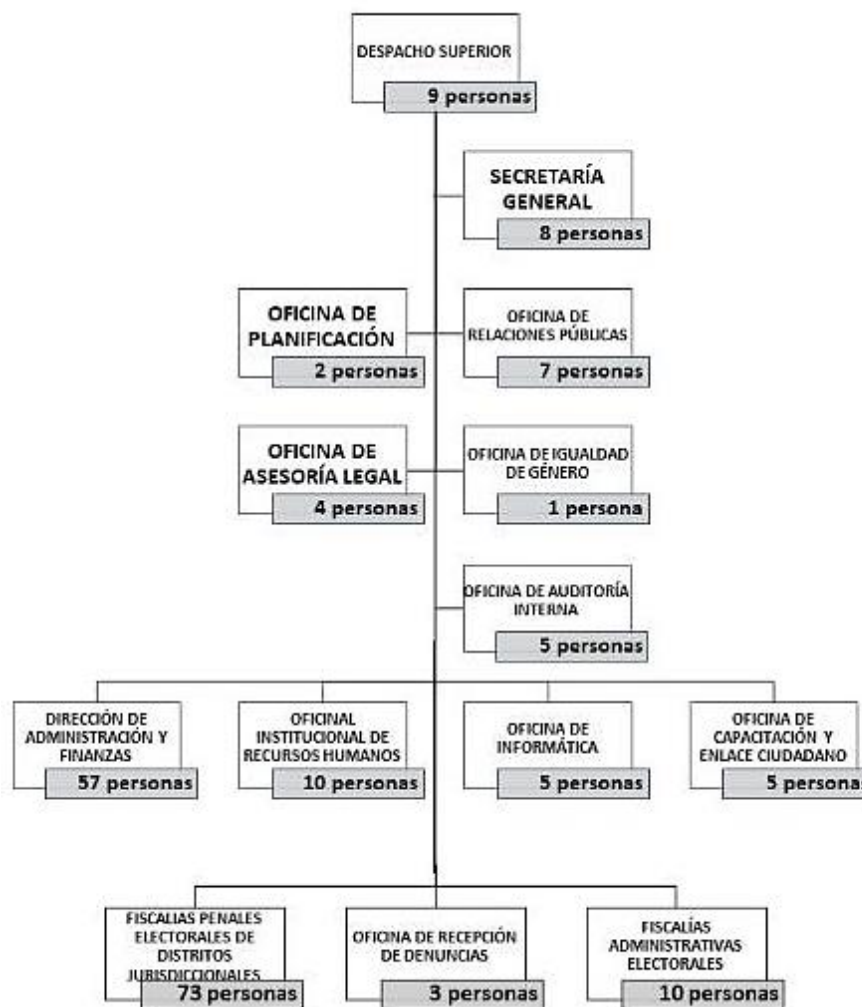 DESPACHO SUPERIOR
9 personas
SECRETARÍA
GENERAL
8 personas
OFICINA DE
PLANIFICACIÓN
2 personas
OFICINA DE
RELACIONES PÚBLICAS
7 personas
OFICINA DE
ASESORÍA LEGAL
4 personas
OFICINA DE IGUALDAD
DE GÉNERO
1 persona
OFICINA DE AUDITORÍA
INTERNA
5 personas
DIRECCIÓN DE
ADMINISTRACIÓN Y
FINANZAS
57 personas
OFICINAL
INSTITUCIONAL DE
RECURSOS HUMANOS
10 personas
OFICINA DE
INFORMÁTICA
5 personas
OFICINA DE
CAPACITACIÓN Y
ENLACE CIUDADANO
5 personas
FISCALIAS PENALES
ELECTORALES DE
DISTRITOS
JURISDICCIONALES
73 personas
OFICINA DE RECEPCIÓN
DE DENUNCIAS
3 personas
FISCALÍAS
ADMINISTRATIVAS
ELECTORALES
10 personas